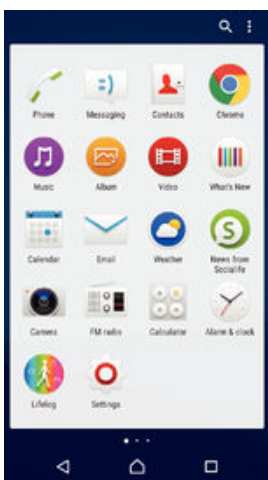 Phone Messaging Contacts Chrome
Music Album Video What's New
Calendar Email Weather News from
Socialife
Camera FM radio Calculator Alarm & clock
Lifelog Settings